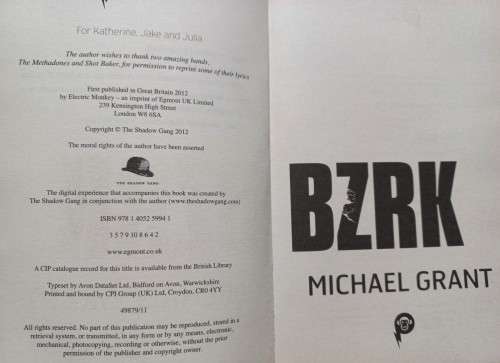 For Katherine, Jake and Julia
The author wishes to thank two amazing bands,
The Methadones and Shot Baker, for permission to reprint some of their lyrics
First published in Great Britain 2012
by Electric Monkey – an imprint of Egmont UK Limited
239 Kensington High Street
London W8 6SA
Copyright © The Shadow Gang 2012
The moral rights of the author have been asserted
THE SHADOW GANG
The digital experience that accompanies this book was created by
The Shadow Gang in conjunction with the author (www.theshadowgang.com)
ISBN 978 1 4052 5994 1
3 5 7 9 10 8 6 4 2
www.egmont.co.uk
A CIP catalogue record for this title is available from the British Library
Typeset by Avon DataSet Ltd, Bidford on Avon, Warwickshire
Printed and bound by CPI Group (UK) Ltd, Croydon, CR0 4YY
49879/11
All rights reserved. No part of this publication may be reproduced, stored in a
retrieval system, or transmitted, in any form or by any means, electronic,
mechanical, photocopying, recording or otherwise, without the prior
permission of the publisher and copyright owner.
BZRK
MICHAEL GRANT